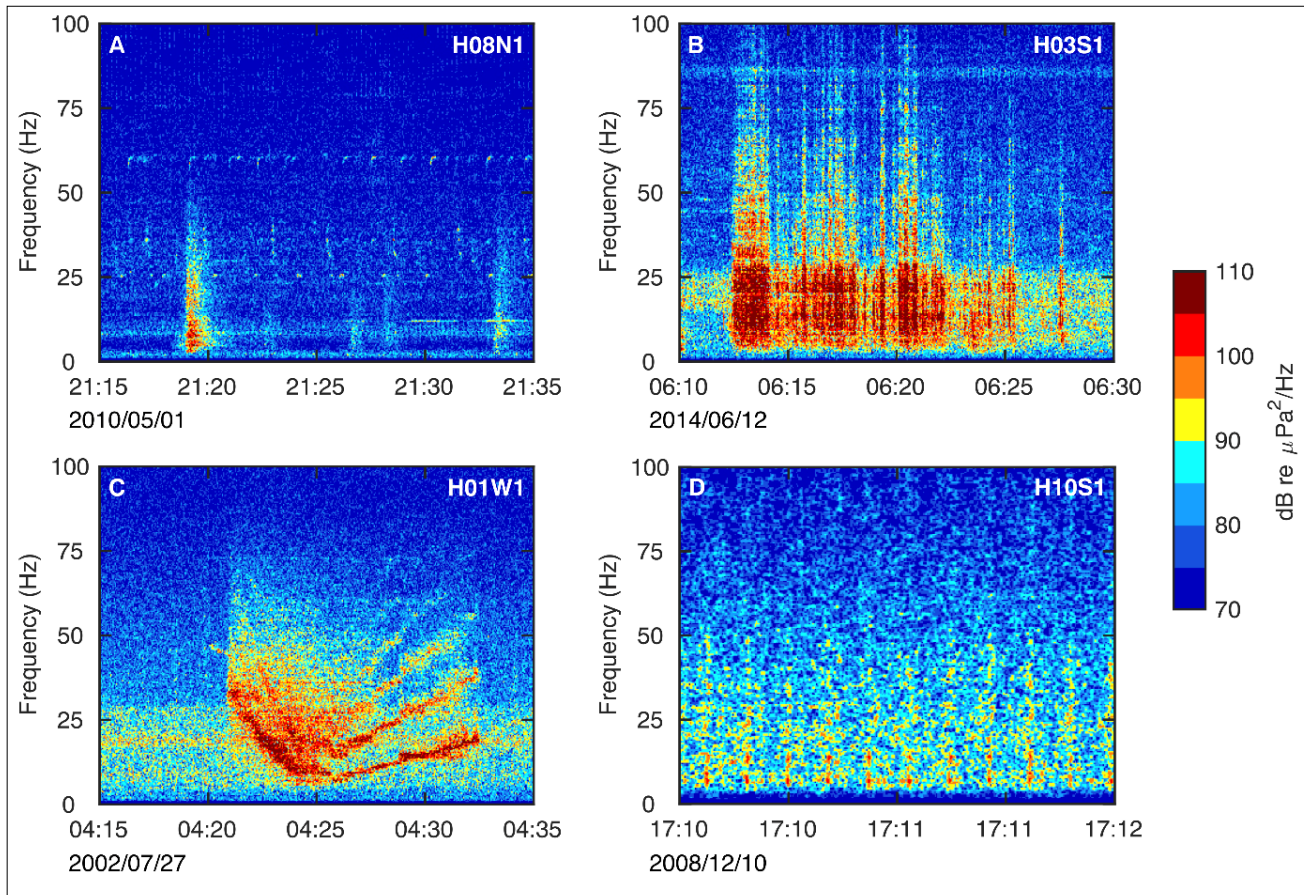 A H08N1
100
75
50
25
0
Frequency (Hz)
21:15 21:20 21:25 21:30 21:35
2010/05/01
B H03S1
100
75
50
25
0
Frequency (Hz)
06:10 06:15 06:20 06:25 06:30
2014/06/12
C H01W1
100
75
50
25
0
Frequency (Hz)
04:15 04:20 04:25 04:30 04:35
2002/07/27
D H10S1
100
75
50
25
0
Frequency (Hz)
17:10 17:10 17:11 17:11 17:12
2008/12/10
110
100
90
80
70
dB re μPa²/Hz